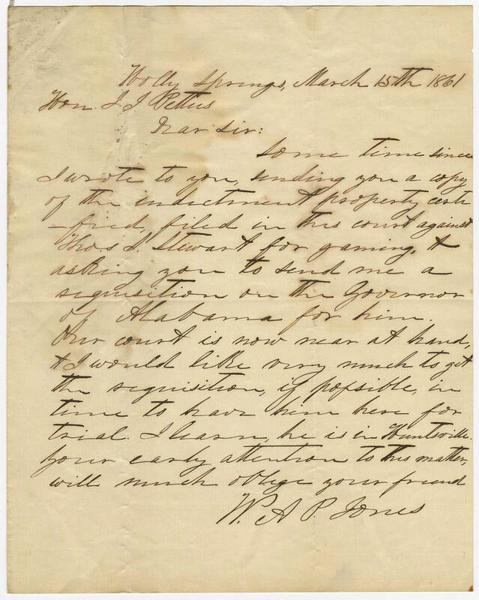 Holly Springs, March 15th 1861
Hon. J. J. Pettus
Dear Sir:
Some time since
I wrote to you, sending you a copy
of the indictment properly certi
-fied, filed in this court against
Thos. S. Stewart for gaming, &
asking you to send me a
requisition on the Governor
of Alabama for him.
Our court is now near at hand,
& I would like very much to get
the requisition, if possible, in
time to have him here for
trial. I learn, he is in Huntsville.
Your early attention to this matter,
will much oblige your friend
W. A. P. Jones